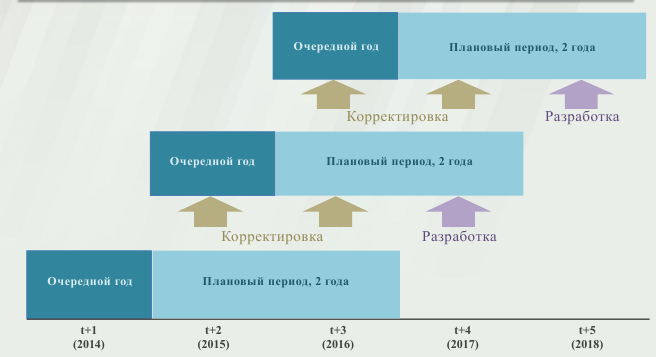 Очередной год
Плановый период, 2 года
Корректировка
Разработка
Очередной год
Плановый период, 2 года
Корректировка
Разработка
Очередной год
Плановый период, 2 года
t+1 t+2 t+3 t+4 t+5
(2014) (2015) (2016) (2017) (2018)